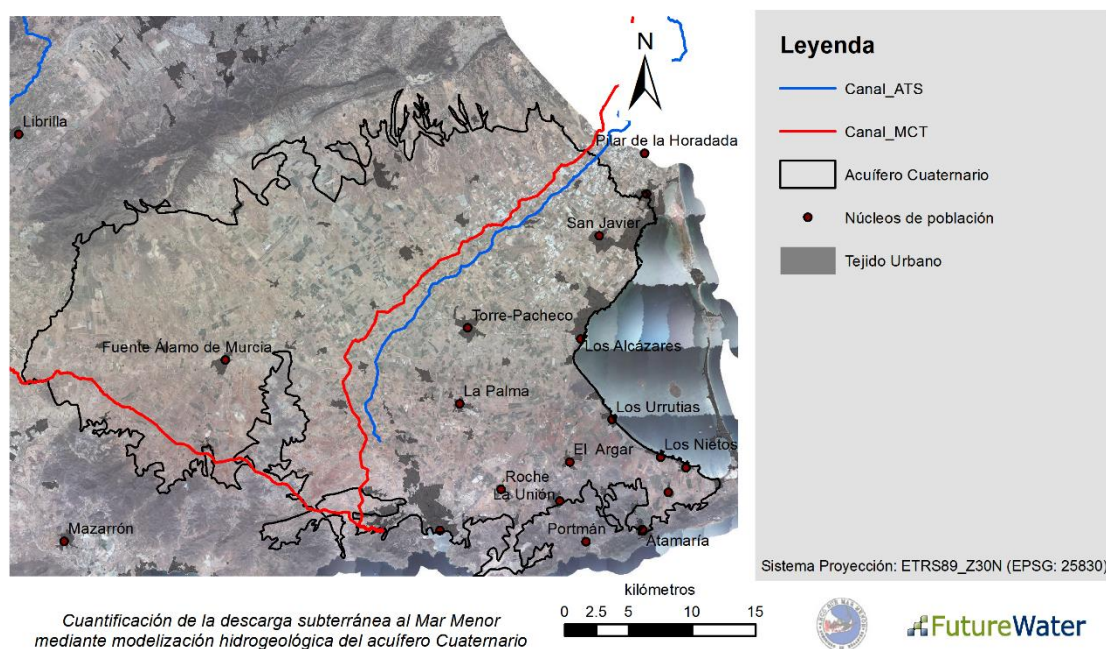 N
Librilla
Pilar de la Horadada
San Javier
Torre-Pacheco
Los Alcázares
Fuente Álamo de Murcia
La Palma
Los Urrutias
El Argar
Los Nietos
Roche
La Unión
Mazarrón
Portmán
Atamaría
Leyenda
Canal_ATS
Canal_MCT
Acuífero Cuaternario
Núcleos de población
Tejido Urbano
Sistema Proyección: ETRS89_Z30N (EPSG: 25830)
kilómetros
0 2.5 5 10 15
Cuantificación de la descarga subterránea al Mar Menor
mediante modelización hidrogeológica del acuífero Cuaternario
FutureWater